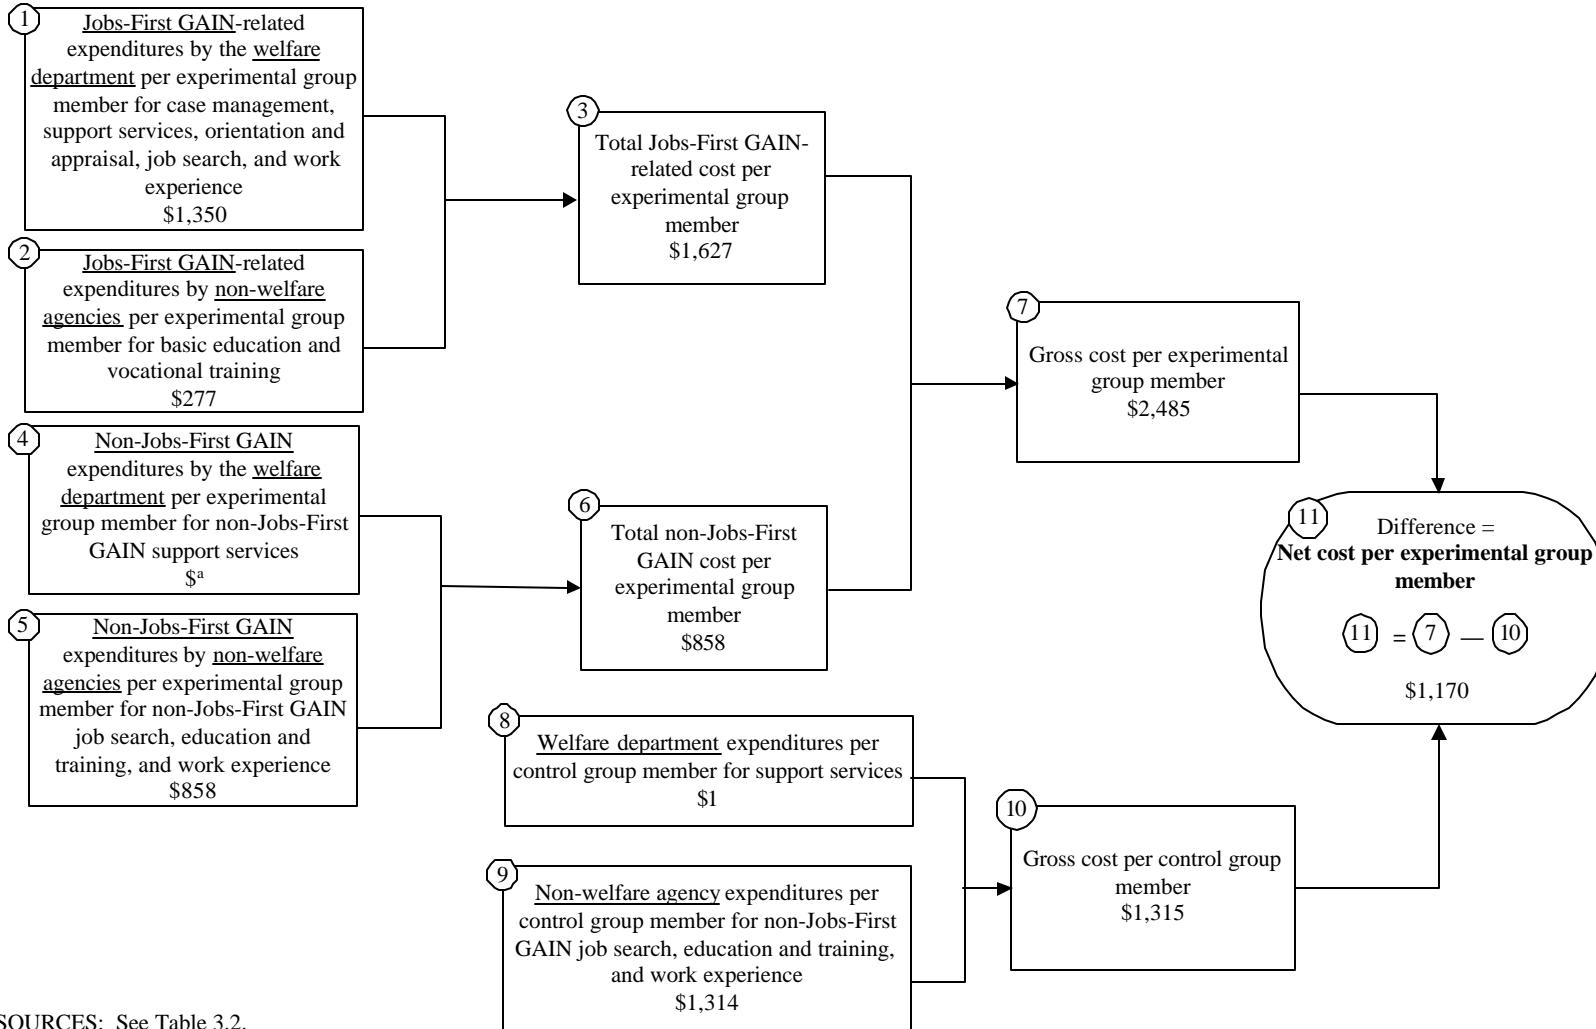 1
Jobs-First GAIN-related
expenditures by the welfare
department per experimental group
member for case management,
support services, orientation and
appraisal, job search, and work
experience
$1,350
2
Jobs-First GAIN-related
expenditures by non-welfare
agencies per experimental group
member for basic education and
vocational training
$277
3
Total Jobs-First GAIN-
related cost per
experimental group
member
$1,627
4
Non-Jobs-First GAIN
expenditures by the welfare
department per experimental
group member for non-Jobs-First
GAIN support services
$ª
5
Non-Jobs-First GAIN
expenditures by non-welfare
agencies per experimental group
member for non-Jobs-First GAIN
job search, education and
training, and work experience
$858
6
Total non-Jobs-First
GAIN cost per
experimental group
member
$858
7
Gross cost per experimental
group member
$2,485
8
Welfare department expenditures per
control group member for support services
$1
9
Non-welfare agency expenditures per
control group member for non-Jobs-First
GAIN job search, education and training,
and work experience
$1,314
10
Gross cost per control group
member
$1,315
11
Difference =
Net cost per experimental group
member
11 = 7 — 10
$1,170
SOURCES: See Table 3.2.